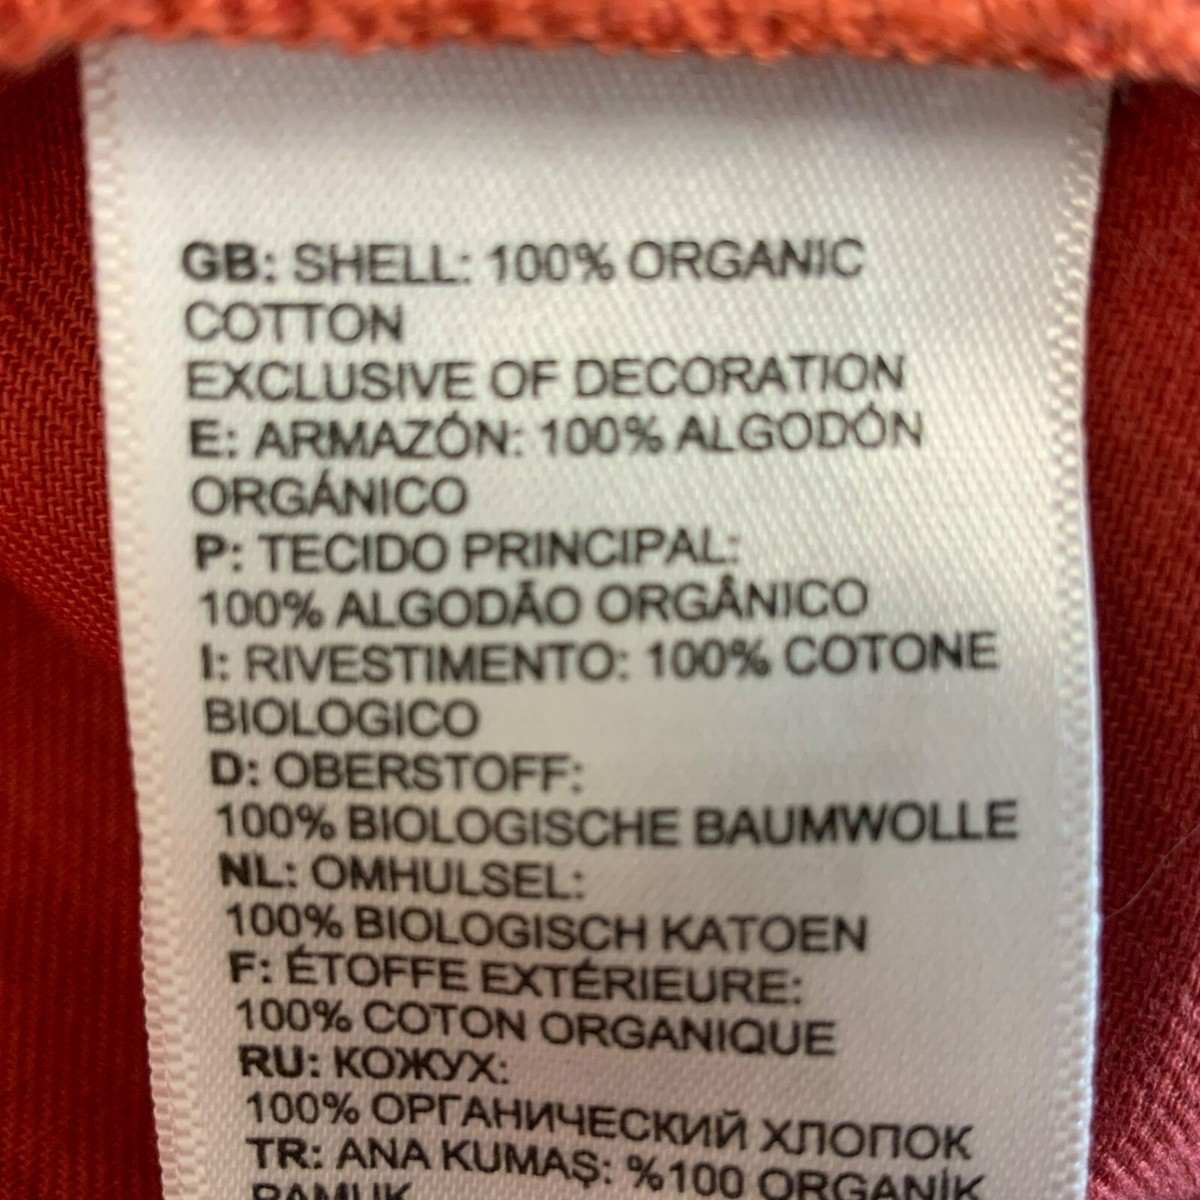 GB: SHELL: 100% ORGANIC
COTTON
EXCLUSIVE OF DECORATION
E: ARMAZÓN: 100% ALGODÓN
ORGÁNICO
P: TECIDO PRINCIPAL:
100% ALGODÃO ORGÂNICO
I: RIVESTIMENTO: 100% COTONE
BIOLOGICO
D: OBERSTOFF:
100% BIOLOGISCHE BAUMWOLLE
NL: OMHULSEL:
100% BIOLOGISCH KATOEN
F: ÉTOFFE EXTÉRIEURE:
100% COTON ORGANIQUE
RU: КОЖУХ:
100% ОРГАНИЧЕСКИЙ ХЛОПОК
TR: ANA KUMAŞ: %100 ORGANİK
PAMUK